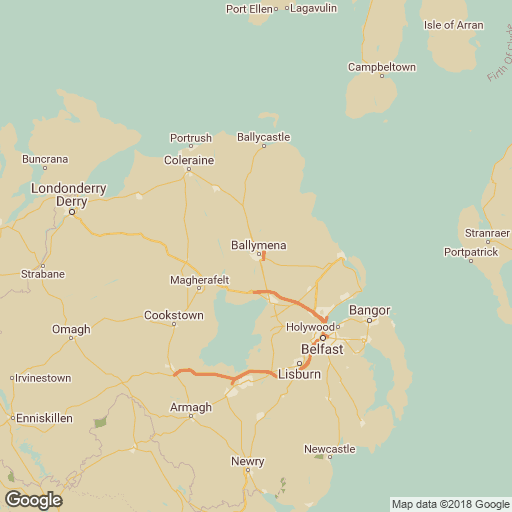 Port Ellen
Lagavulin
Isle of Arran
Firth Of Clyde
Campbeltown
Portrush
Ballycastle
Buncrana
Coleraine
Londonderry
Derry
Stranraer
Ballymena
Portpatrick
Strabane
Magherafelt
Bangor
Cookstown
Holywood
Omagh
Belfast
Irvinestown
Lisburn
Armagh
Enniskillen
Newcastle
Newry
Google
Google
Map data ©2018 Google